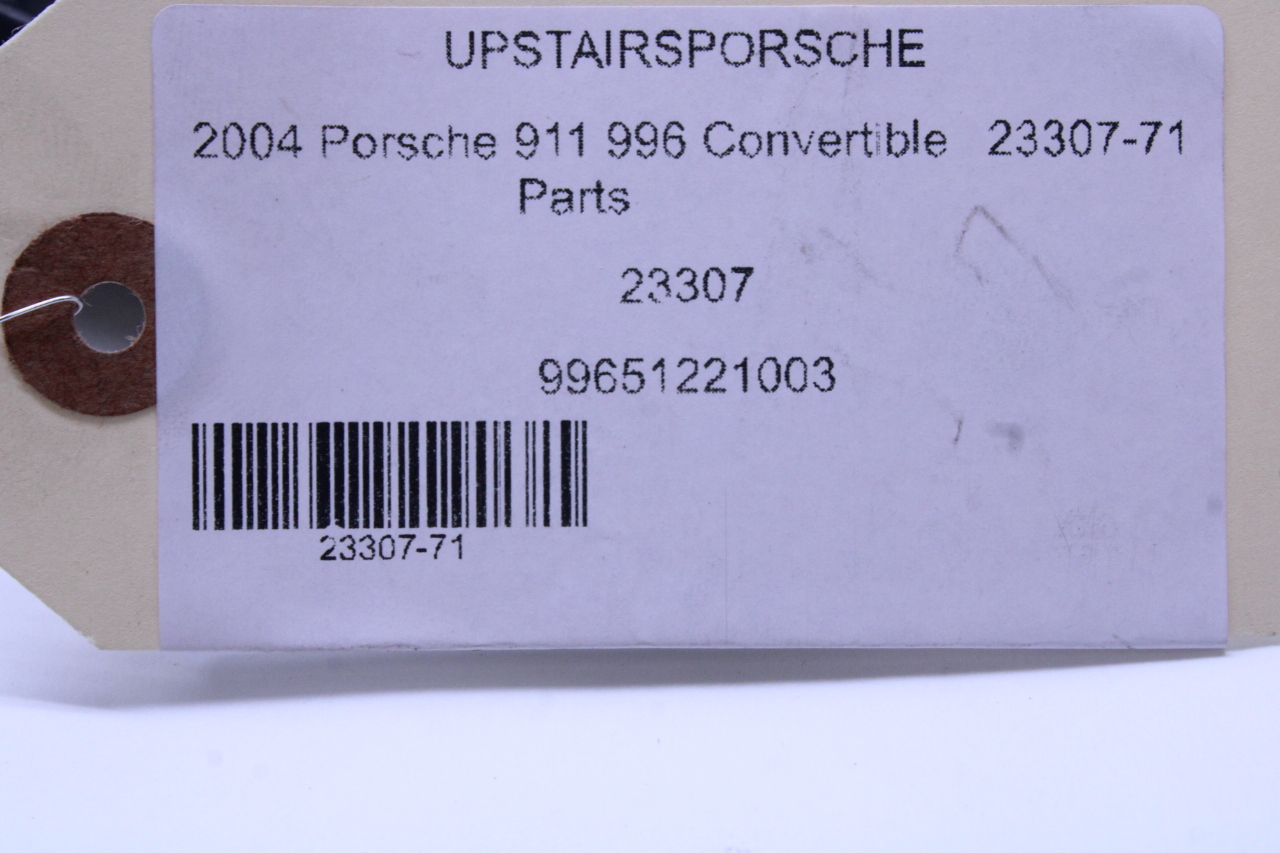 UPSTAIRSPORSCHE
2004 Porsche 911 996 Convertible 23307-71
Parts
23307
99651221003
23307-71